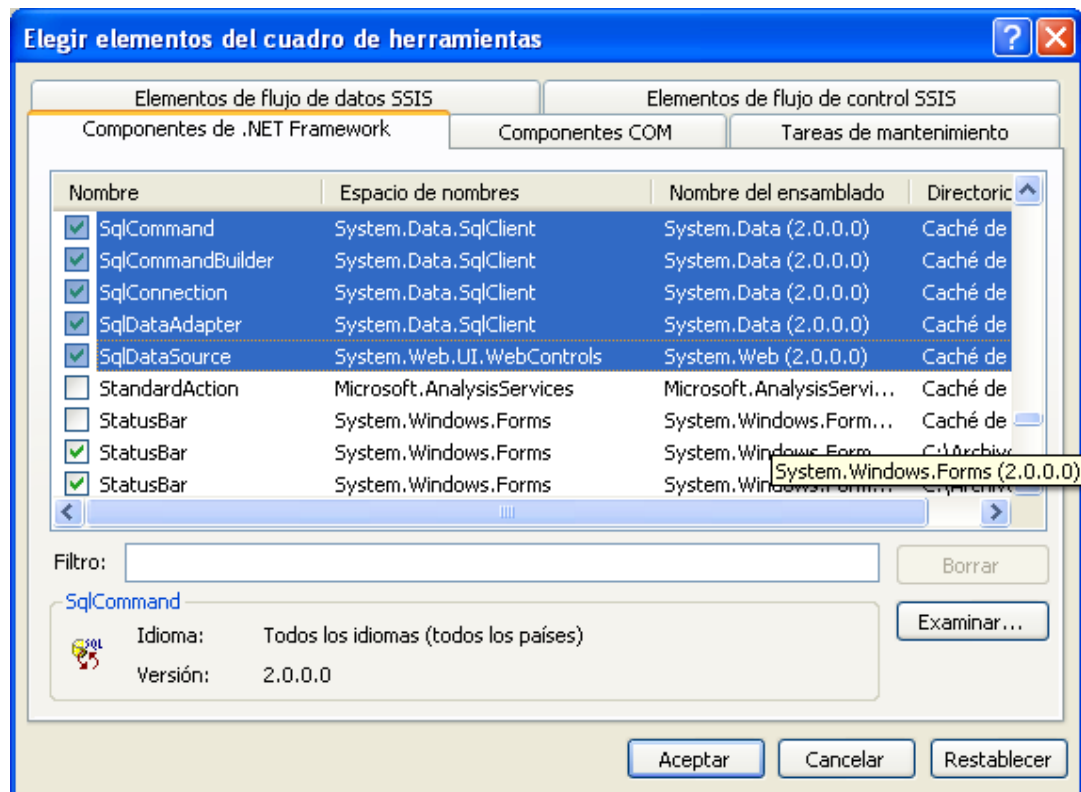 Elegir elementos del cuadro de herramientas
Elementos de flujo de datos SSIS Elementos de flujo de control SSIS
Componentes de .NET Framework Componentes COM Tareas de mantenimiento
Nombre Espacio de nombres Nombre del ensamblado Directoric
SqlCommand System.Data.SqlClient System.Data (2.0.0.0) Caché de
SqlCommandBuilder System.Data.SqlClient System.Data (2.0.0.0) Caché de
SqlConnection System.Data.SqlClient System.Data (2.0.0.0) Caché de
SqlDataAdapter System.Data.SqlClient System.Data (2.0.0.0) Caché de
SqlDataSource System.Web.UI.WebControls System.Web (2.0.0.0) Caché de
StandardAction Microsoft.AnalysisServices Microsoft.AnalysisServi... Caché de
StatusBar System.Windows.Forms System.Windows.Form... Caché de
StatusBar System.Windows.Forms System.Windows.Form...
System.Windows.Forms (2.0.0.0)
StatusBar System.Windows.Forms System.Windows.Form...
Filtro: Borrar
SqlCommand
Idioma: Todos los idiomas (todos los países) Examinar...
Versión: 2.0.0.0
Aceptar Cancelar Restablecer